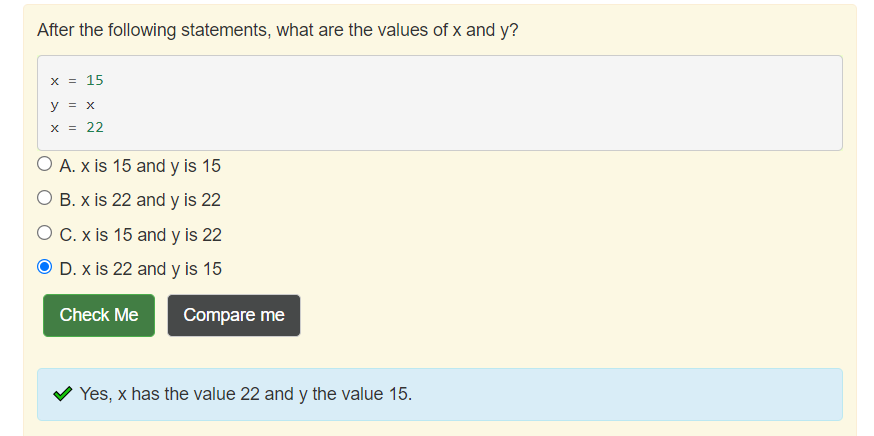 After the following statements, what are the values of x and y?
x = 15
y = x
x = 22
A. x is 15 and y is 15
B. x is 22 and y is 22
C. x is 15 and y is 22
D. x is 22 and y is 15
Check Me Compare me
Yes, x has the value 22 and y the value 15.